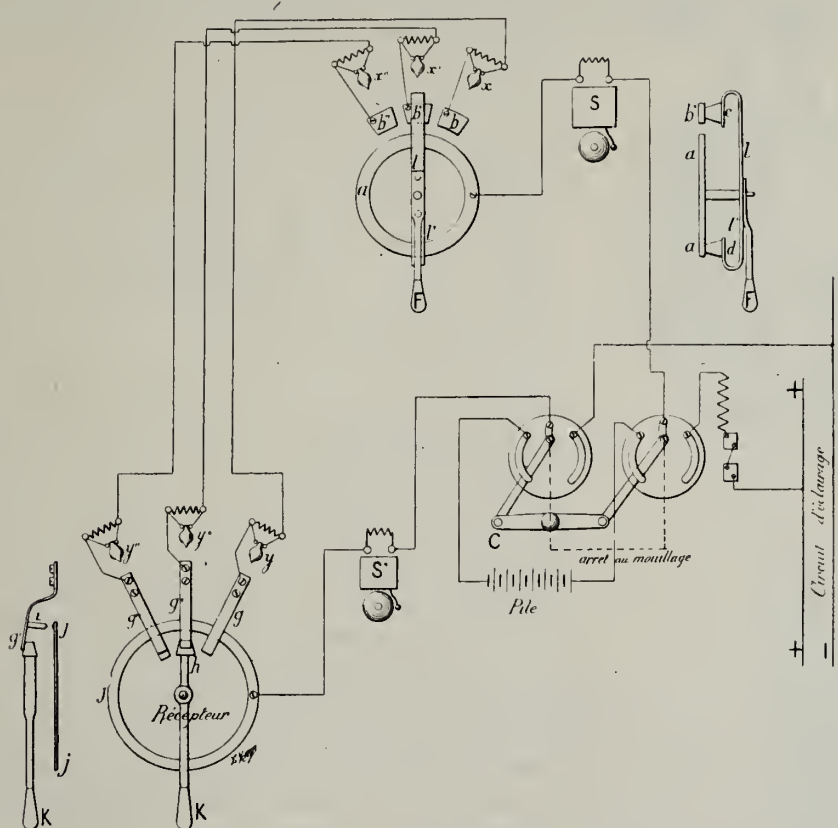 x" x' x
S
b" b' b
b' c
a l
a l'
a d
l
l'
F F
+ -
Circuit d'éclairage
C
arret au mouillage
Pile
+ -
y" y' y
S'
g" g' g
g' i j
h
J
Récepteur
j
K K